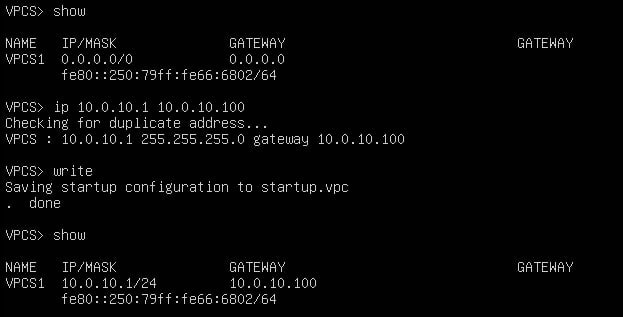 VPCS> show
NAME IP/MASK GATEWAY GATEWAY
VPCS1 0.0.0.0/0 0.0.0.0
fe80::250:79ff:fe66:6802/64
VPCS> ip 10.0.10.1 10.0.10.100
Checking for duplicate address...
VPCS : 10.0.10.1 255.255.255.0 gateway 10.0.10.100
VPCS> write
Saving startup configuration to startup.vpc
. done
VPCS> show
NAME IP/MASK GATEWAY GATEWAY
VPCS1 10.0.10.1/24 10.0.10.100
fe80::250:79ff:fe66:6802/64